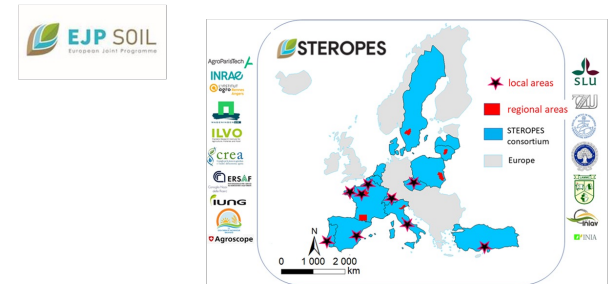 EJP SOIL
European Joint Programme
STEROPES
AgroParisTech
INRAE
ILVO
crea
ERSAF
IUNG
Agroscope
local areas
regional areas
STEROPES
consortium
Europe
N
0 1 000 2 000
km
SLU
iniav
INIA